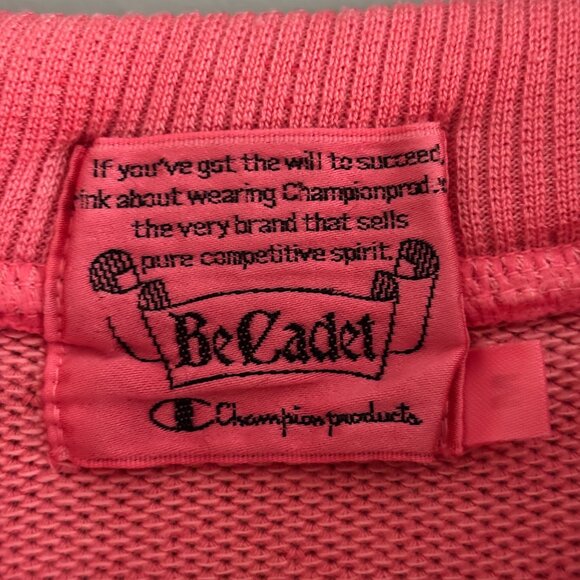 If you've got the will to succeed,
ink about wearing Championprod
the very brand that sells
pure competitive spirit.
BeCadet
Champion products